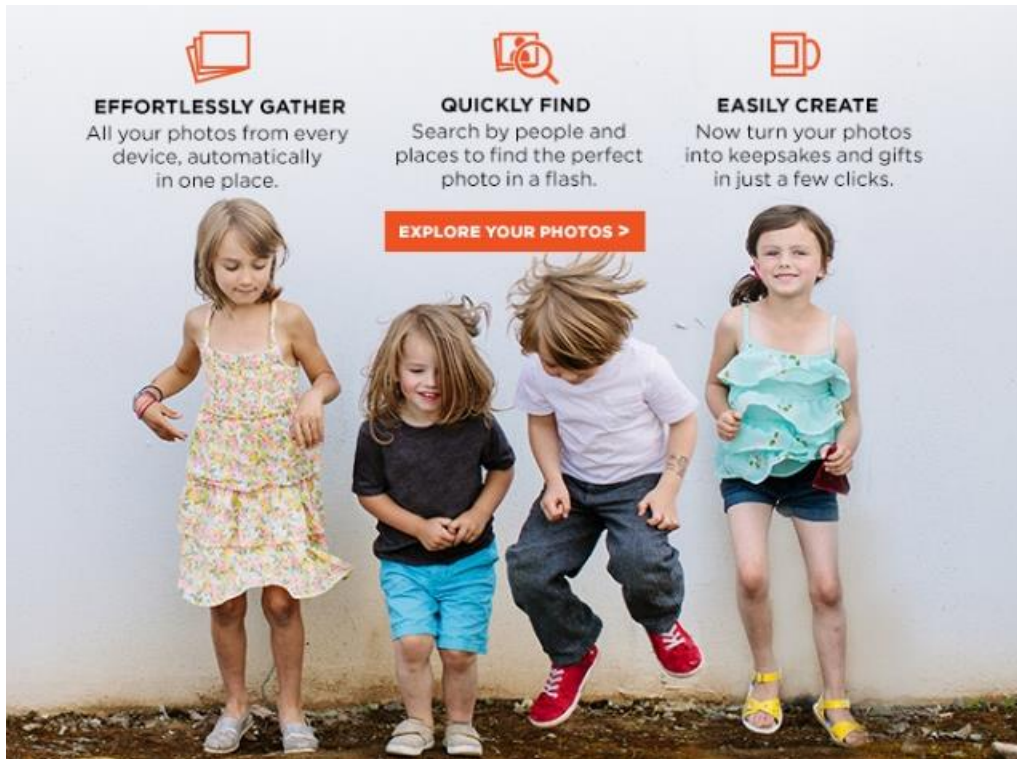 EFFORTLESSLY GATHER
All your photos from every
device, automatically
in one place.
QUICKLY FIND
Search by people and
places to find the perfect
photo in a flash.
EASILY CREATE
Now turn your photos
into keepsakes and gifts
in just a few clicks.
EXPLORE YOUR PHOTOS >